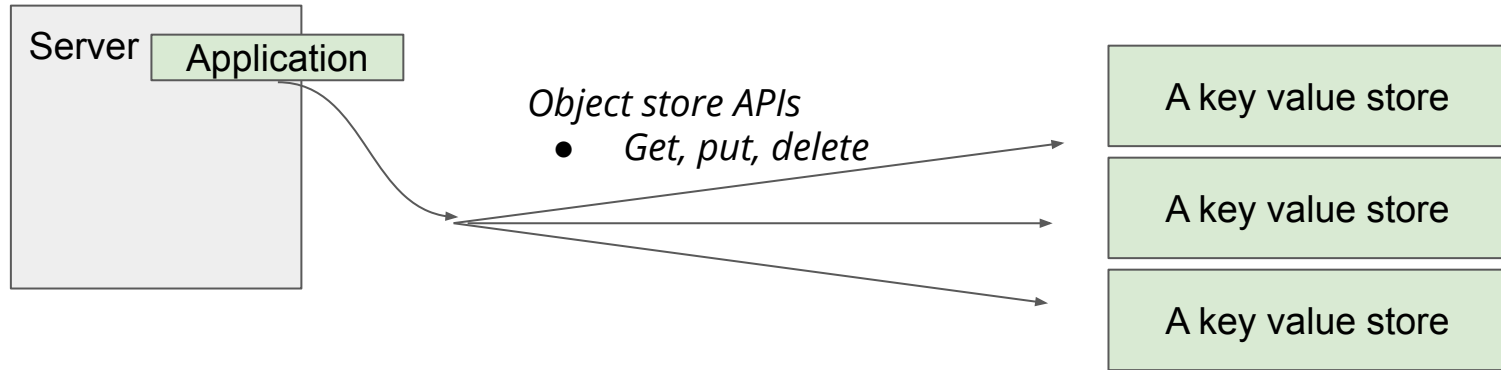 Server
Application
Object store APIs
● Get, put, delete
A key value store
A key value store
A key value store